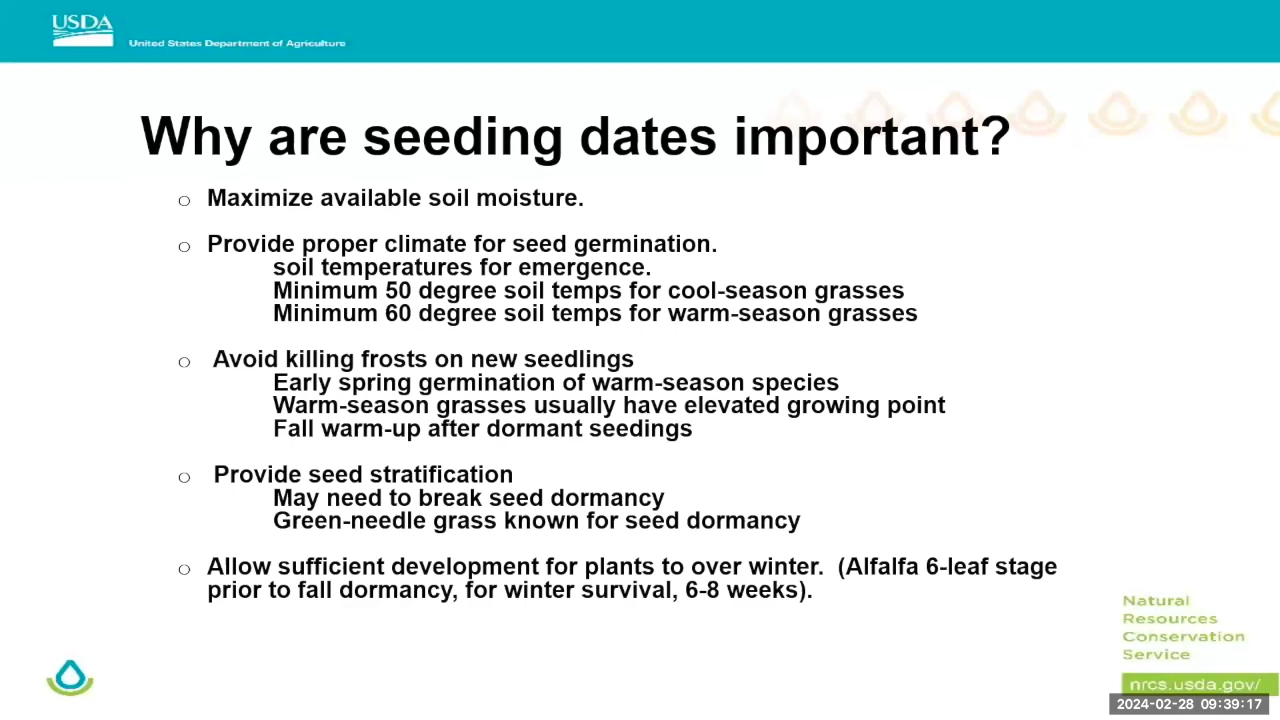 USDA
United States Department of Agriculture
Why are seeding dates important?
○ Maximize available soil moisture.
○ Provide proper climate for seed germination.
soil temperatures for emergence.
Minimum 50 degree soil temps for cool-season grasses
Minimum 60 degree soil temps for warm-season grasses
○ Avoid killing frosts on new seedlings
Early spring germination of warm-season species
Warm-season grasses usually have elevated growing point
Fall warm-up after dormant seedings
○ Provide seed stratification
May need to break seed dormancy
Green-needle grass known for seed dormancy
○ Allow sufficient development for plants to over winter. (Alfalfa 6-leaf stage
prior to fall dormancy, for winter survival, 6-8 weeks).
Natural
Resources
Conservation
Service
nrcs.usda.gov/
2024-02-28 09:39:17